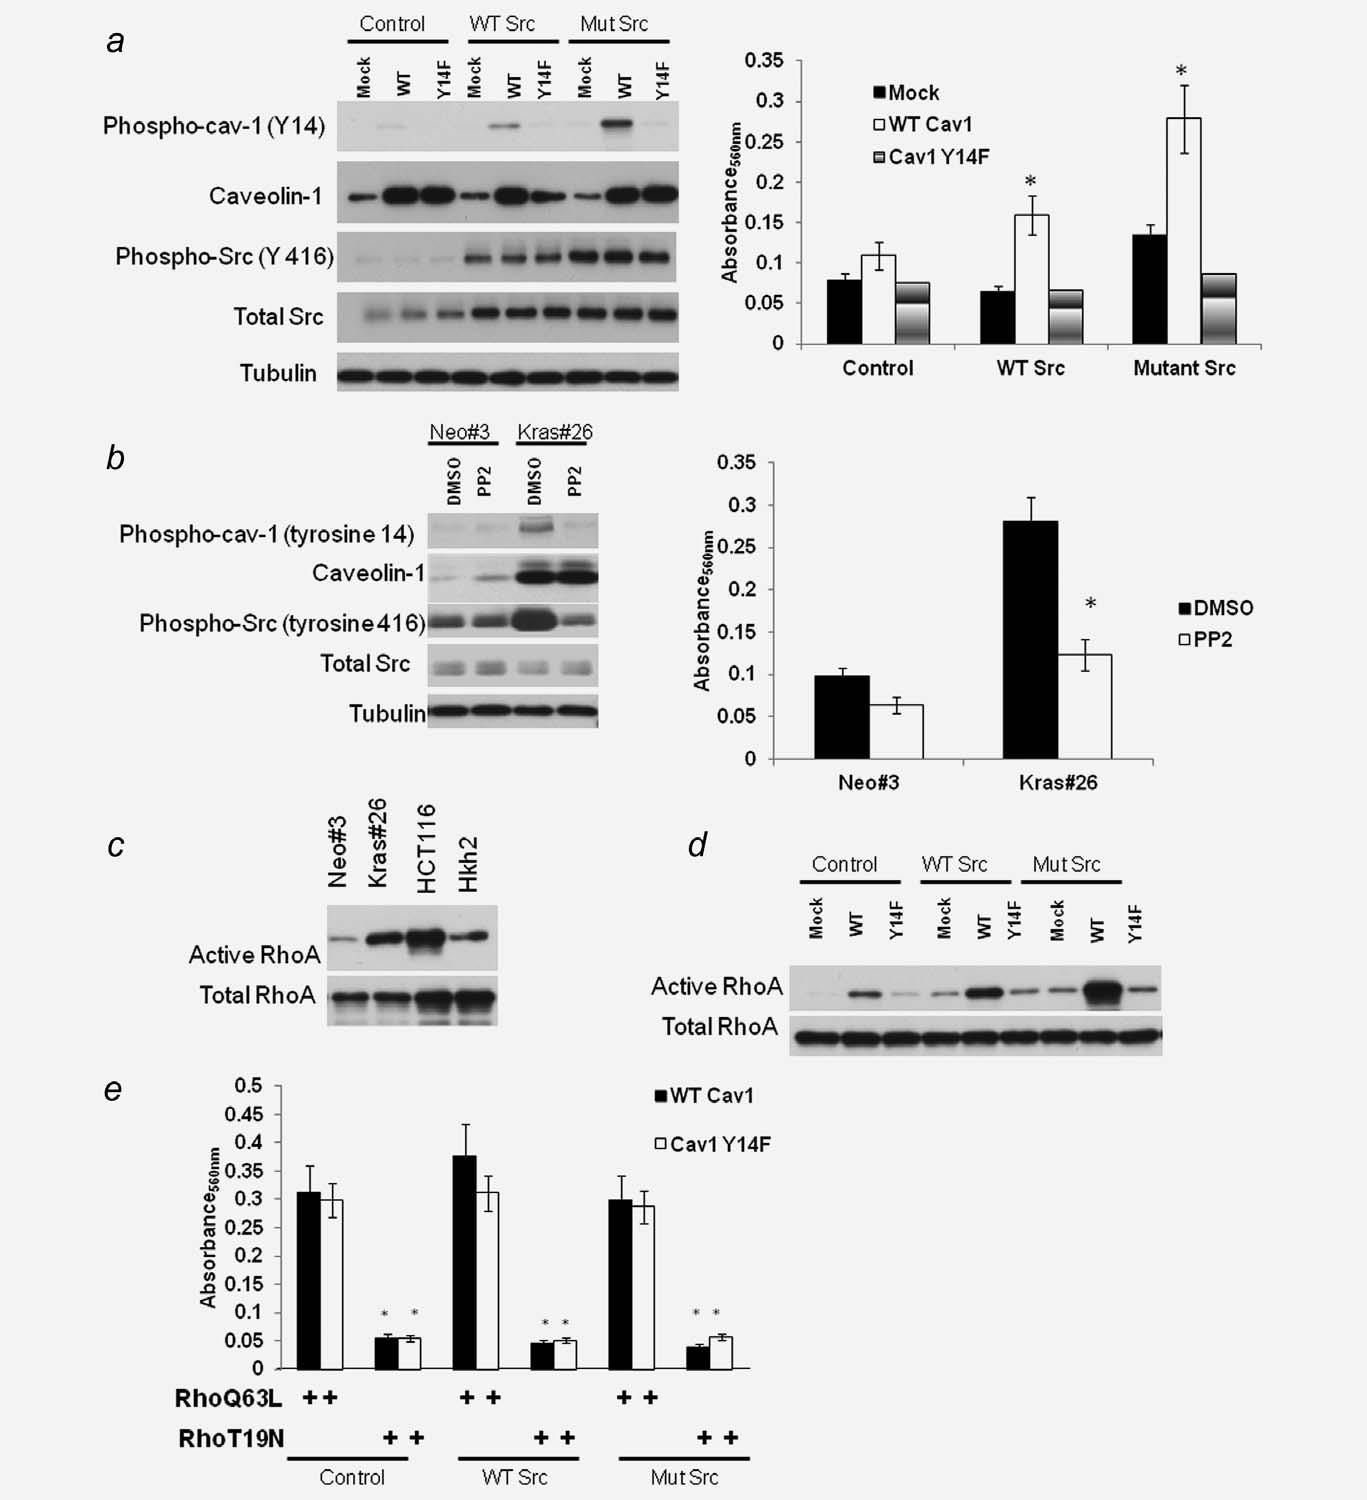 a
Control WT Src Mut Src
Mock WT Y14F Mock WT Y14F Mock WT Y14F
Phospho-cav-1 (Y14)
Caveolin-1
Phospho-Src (Y 416)
Total Src
Tubulin
Absorbance560nm
0.35
0.3
0.25
0.2
0.15
0.1
0.05
0
Mock
WT Cav1
Cav1 Y14F
* *
Control WT Src Mutant Src
b
Neo#3 Kras#26
DMSO PP2 DMSO PP2
Phospho-cav-1 (tyrosine 14)
Caveolin-1
Phospho-Src (tyrosine 416)
Total Src
Tubulin
Absorbance560nm
0.35
0.3
0.25
0.2
0.15
0.1
0.05
0
*
DMSO
PP2
Neo#3 Kras#26
c
Neo#3 Kras#26 HCT116 Hkh2
Active RhoA
Total RhoA
d
Control WT Src Mut Src
Mock WT Y14F Mock WT Y14F Mock WT Y14F
Active RhoA
Total RhoA
e
Absorbance560nm
0.5
0.45
0.4
0.35
0.3
0.25
0.2
0.15
0.1
0.05
0
WT Cav1
Cav1 Y14F
* * * * * *
RhoQ63L + + + + + +
RhoT19N + + + + + +
Control WT Src Mut Src